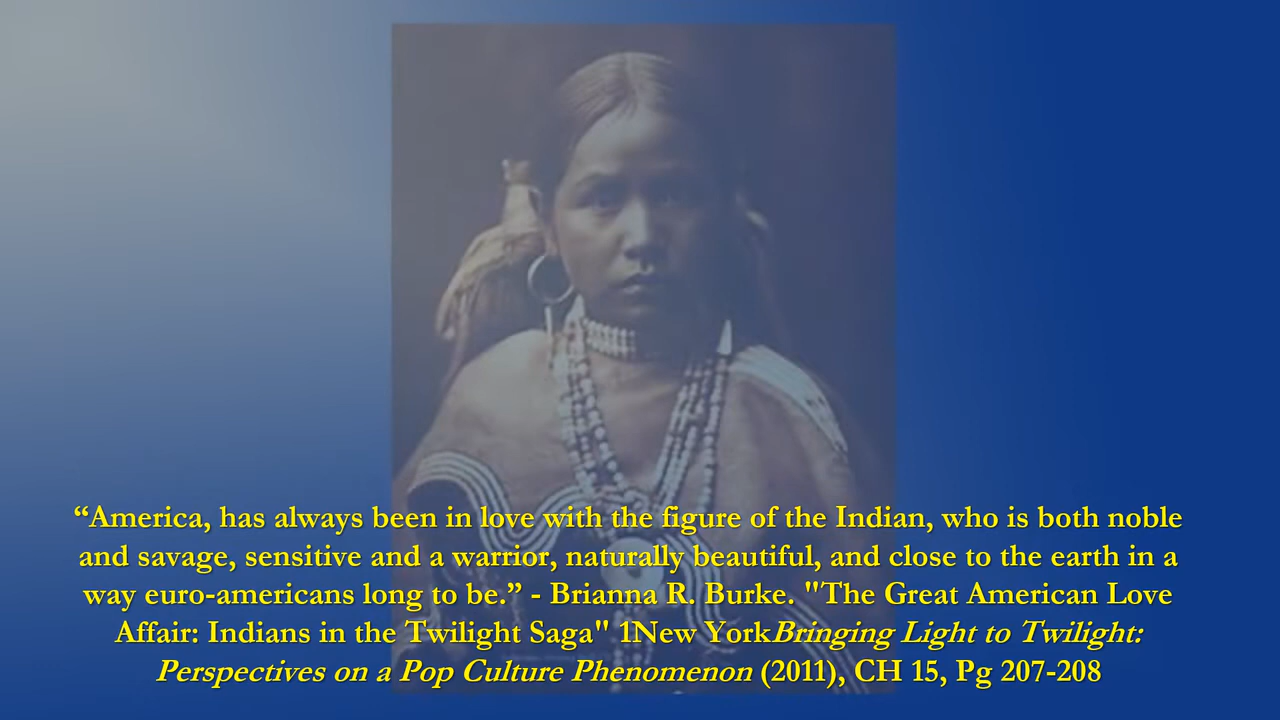 “America, has always been in love with the figure of the Indian, who is both noble
and savage, sensitive and a warrior, naturally beautiful, and close to the earth in a
way euro-americans long to be.” - Brianna R. Burke. "The Great American Love
Affair: Indians in the Twilight Saga" 1New YorkBringing Light to Twilight:
Perspectives on a Pop Culture Phenomenon (2011), CH 15, Pg 207-208